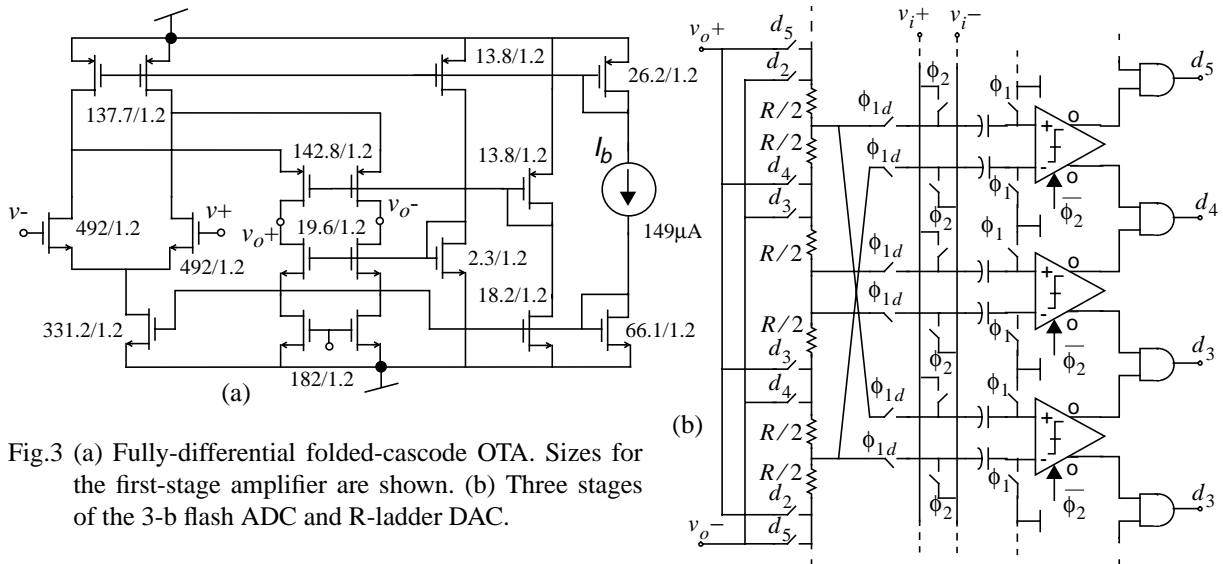 13.8/1.2
26.2/1.2
137.7/1.2
142.8/1.2
13.8/1.2
I_b
v-
v+
v_o+
v_o-
149μA
492/1.2
19.6/1.2
492/1.2
2.3/1.2
18.2/1.2
331.2/1.2
66.1/1.2
182/1.2
(a)
Fig.3 (a) Fully-differential folded-cascode OTA. Sizes for
the first-stage amplifier are shown. (b) Three stages
of the 3-b flash ADC and R-ladder DAC.
v_i+ v_i−
v_o+
d_5
d_2
R/2
R/2
d_4
d_3
R/2
R/2
d_3
d_4
R/2
R/2
d_2
d_5
v_o−
(b)
ϕ_1d
ϕ_1d
ϕ_1d
ϕ_1d
ϕ_1d
ϕ_1d
ϕ_2
ϕ_1
+
-
o
o
ϕ_2
ϕ_1
ϕ̅_2
ϕ_2
ϕ_1
+
-
o
o
ϕ_2
ϕ_1
ϕ̅_2
ϕ_2
ϕ_1
+
-
o
o
ϕ_2
ϕ_1
ϕ̅_2
d_5
d_4
d_3
d_3